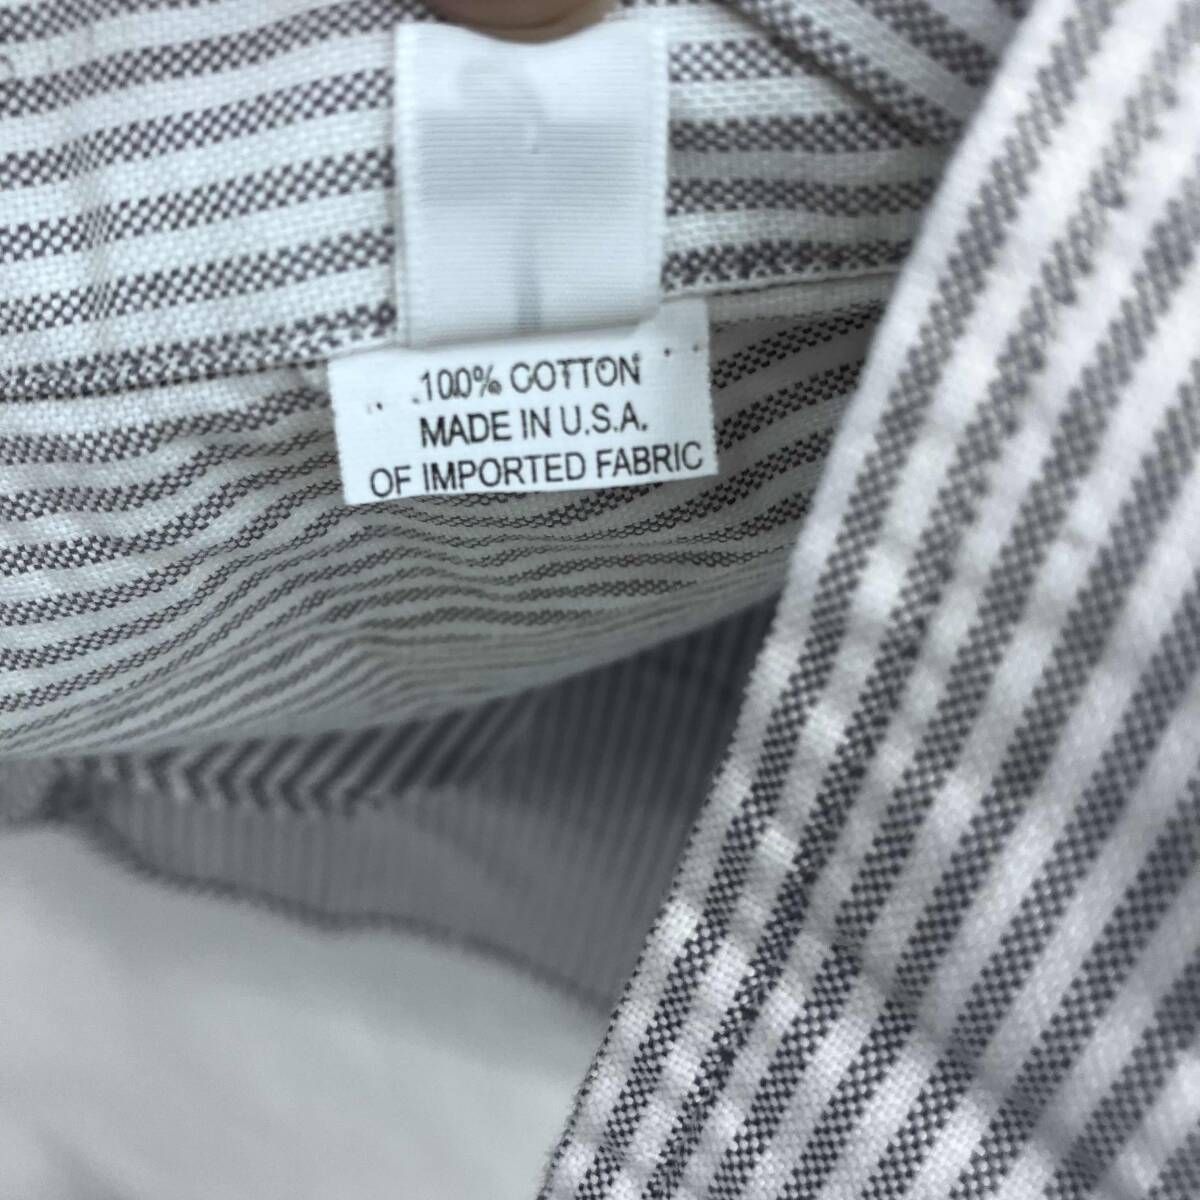 100% COTTON
MADE IN U.S.A.
OF IMPORTED FABRIC